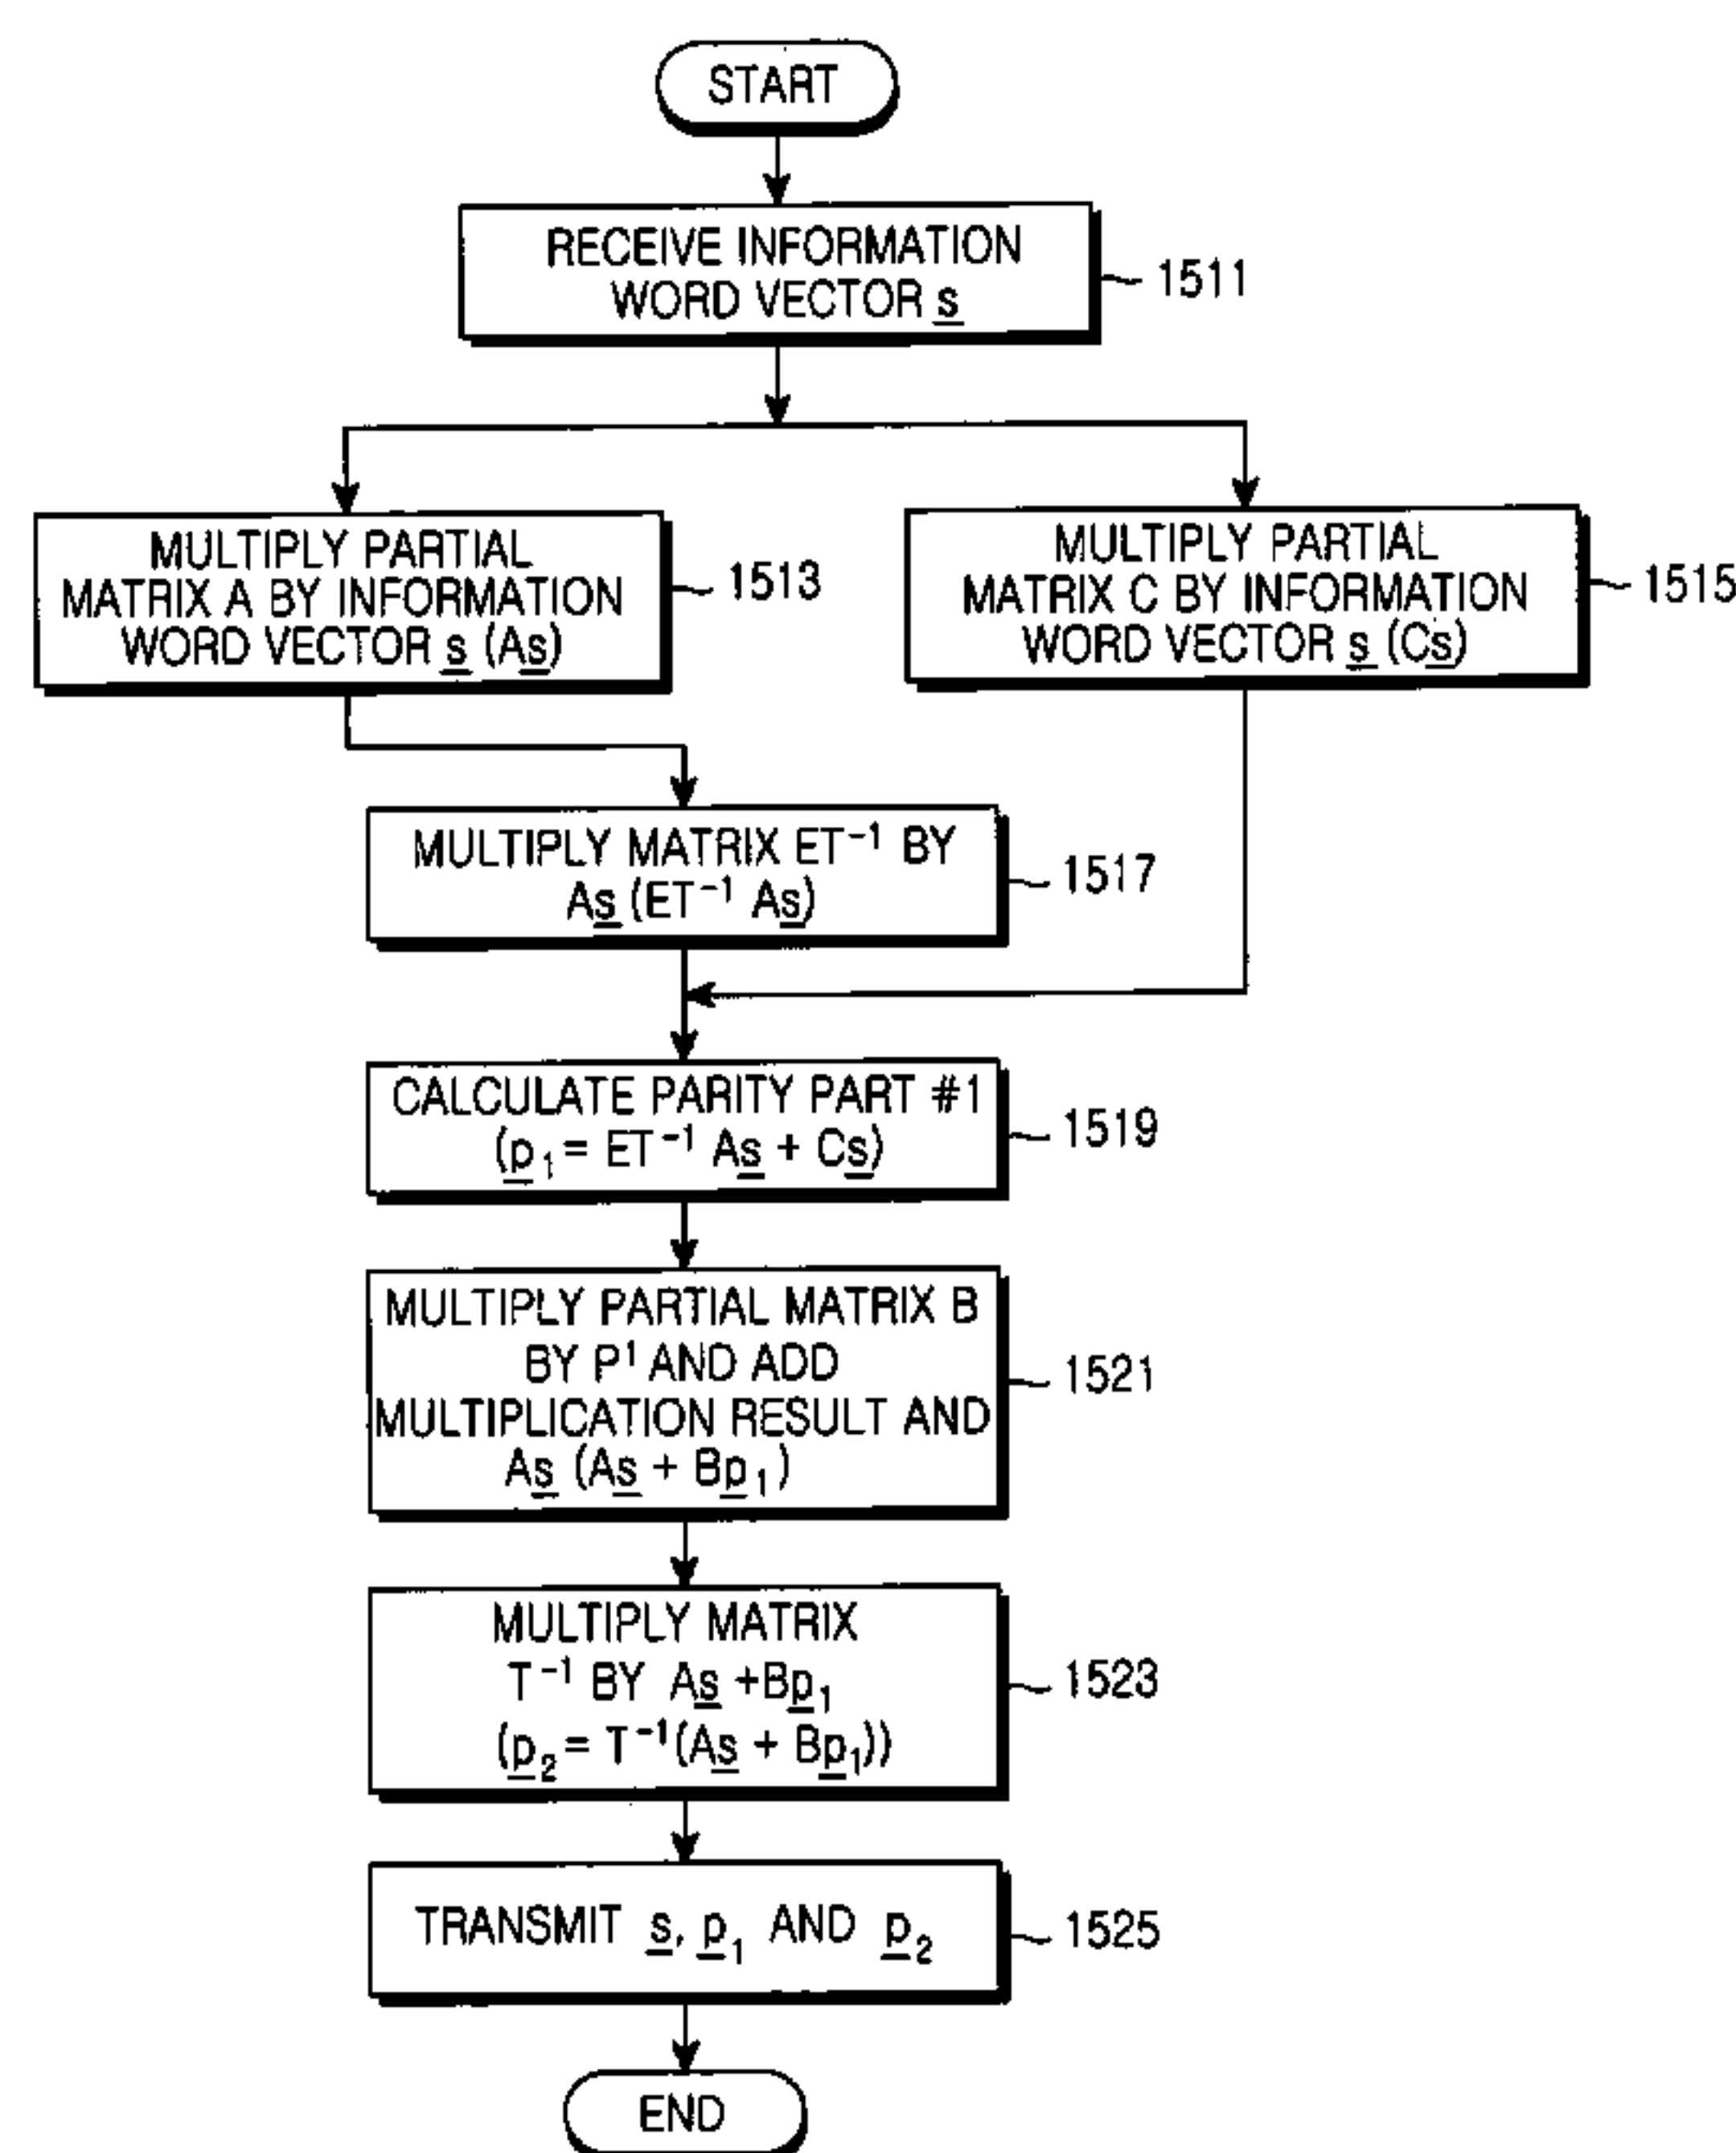 START
RECEIVE INFORMATION
WORD VECTOR s
1511
MULTIPLY PARTIAL
MATRIX A BY INFORMATION
WORD VECTOR s (As)
1513
MULTIPLY PARTIAL
MATRIX C BY INFORMATION
WORD VECTOR s (Cs)
1515
MULTIPLY MATRIX ET⁻¹ BY
As (ET⁻¹ As)
1517
CALCULATE PARITY PART #1
(p₁ = ET⁻¹ As + Cs)
1519
MULTIPLY PARTIAL MATRIX B
BY P¹ AND ADD
MULTIPLICATION RESULT AND
As (As + Bp₁)
1521
MULTIPLY MATRIX
T⁻¹ BY As +Bp₁
(p₂ = T⁻¹(As + Bp₁))
1523
TRANSMIT s, p₁ AND p₂
1525
END